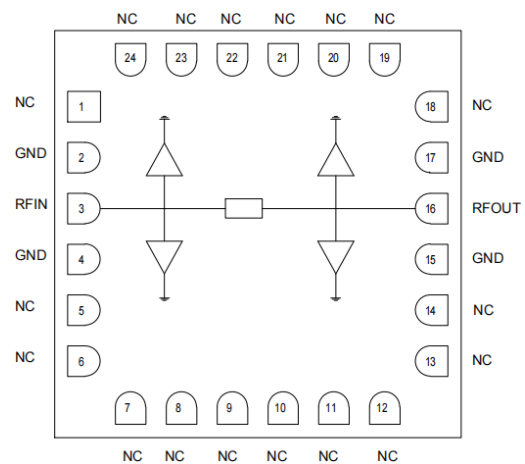 NC NC NC NC NC NC
24 23 22 21 20 19
NC 1 18 NC
GND 2 17 GND
RFIN 3 16 RFOUT
GND 4 15 GND
NC 5 14 NC
NC 6 13 NC
7 8 9 10 11 12
NC NC NC NC NC NC